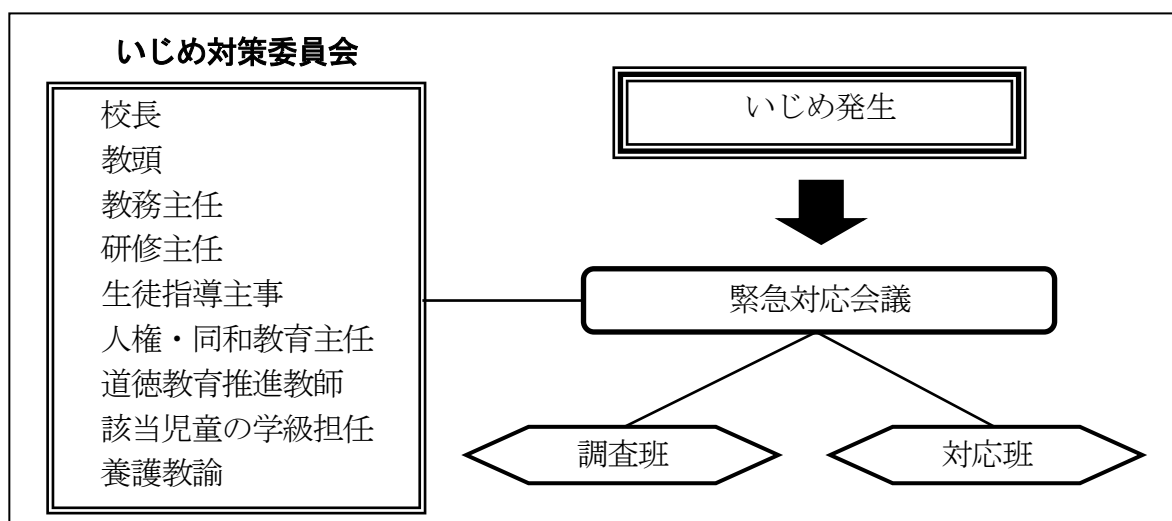 いじめ対策委員会
校長
教頭
教務主任
研修主任
生徒指導主事
人権・同和教育主任
道徳教育推進教師
該当児童の学級担任
養護教諭
いじめ発生
緊急対応会議
調査班
対応班